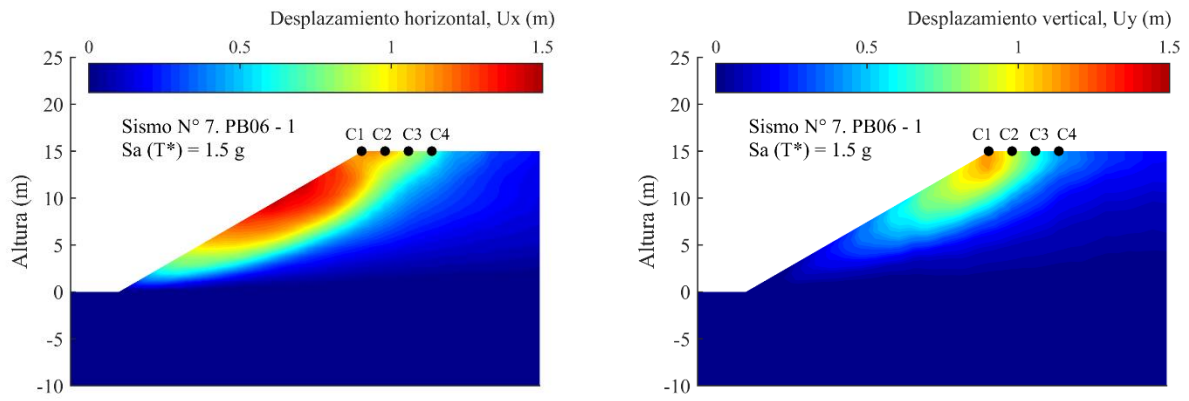 Desplazamiento horizontal, Ux (m)
0 0.5 1 1.5
25
20
15
10
5
0
-5
-10
Altura (m)
Sismo N° 7. PB06 - 1
Sa (T*) = 1.5 g
C1 C2 C3 C4
Desplazamiento vertical, Uy (m)
0 0.5 1 1.5
25
20
15
10
5
0
-5
-10
Altura (m)
Sismo N° 7. PB06 - 1
Sa (T*) = 1.5 g
C1 C2 C3 C4